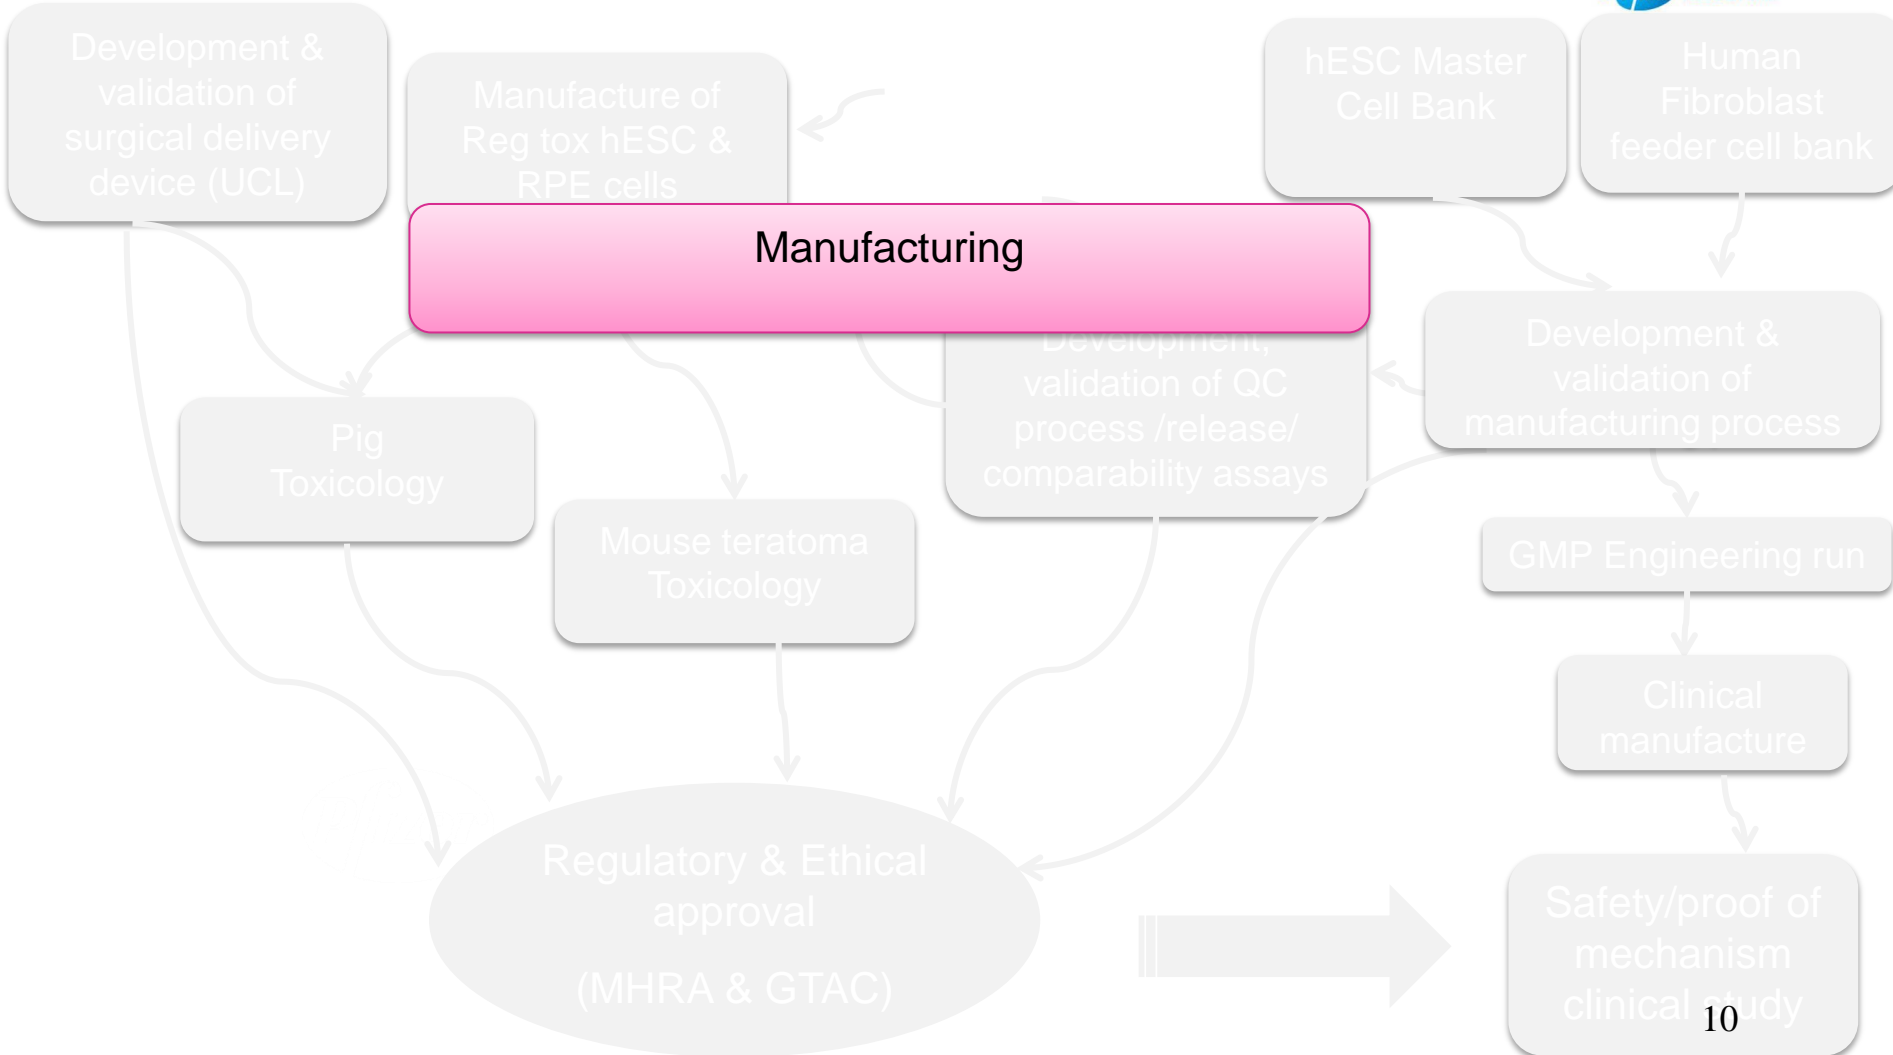 Development &
validation of
surgical delivery
device (UCL)
Manufacture of
Reg tox hESC &
RPE cells
hESC Master
Cell Bank
Human
Fibroblast
feeder cell bank
Manufacturing
Development,
validation of QC
process /release/
comparability assays
Development &
validation of
manufacturing process
Pig
Toxicology
Mouse teratoma
Toxicology
GMP Engineering run
Clinical
manufacture
Regulatory & Ethical
approval
(MHRA & GTAC)
Safety/proof of
mechanism
clinical study
10